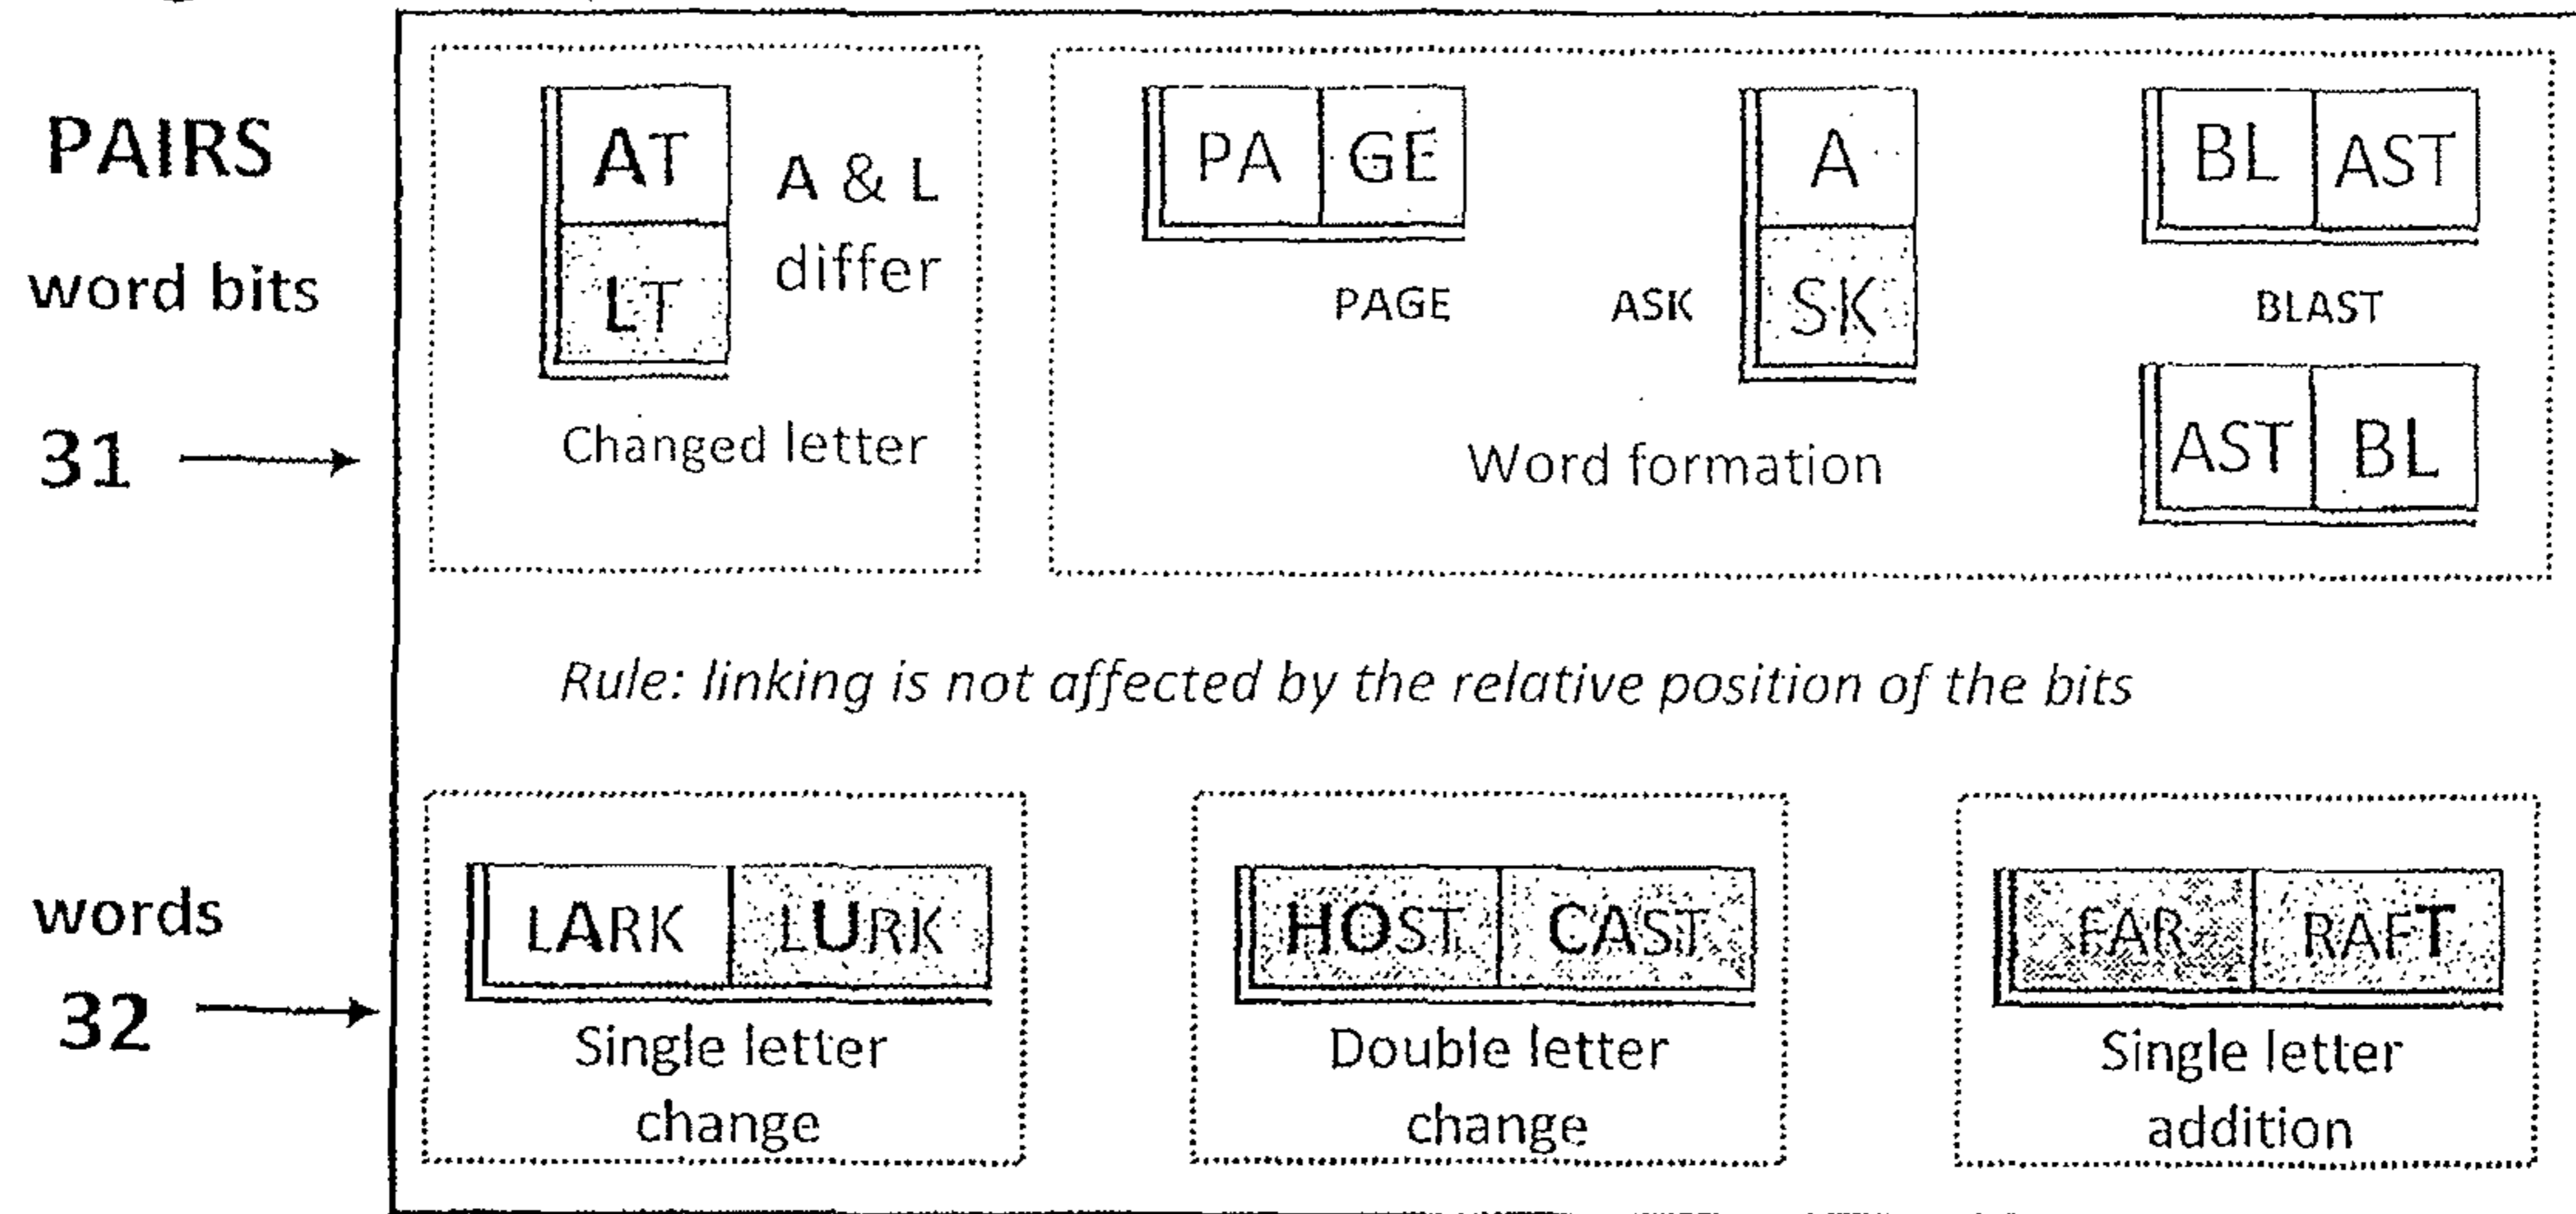 PAIRS
word bits
31
AT
LT
A & L
differ
Changed letter
PA GE
PAGE
A
SK
ASK
BL AST
BLAST
AST BL
Word formation
Rule: linking is not affected by the relative position of the bits
words
32
LARK LURK
Single letter
change
HOST CAST
Double letter
change
FAR RAFT
Single letter
addition